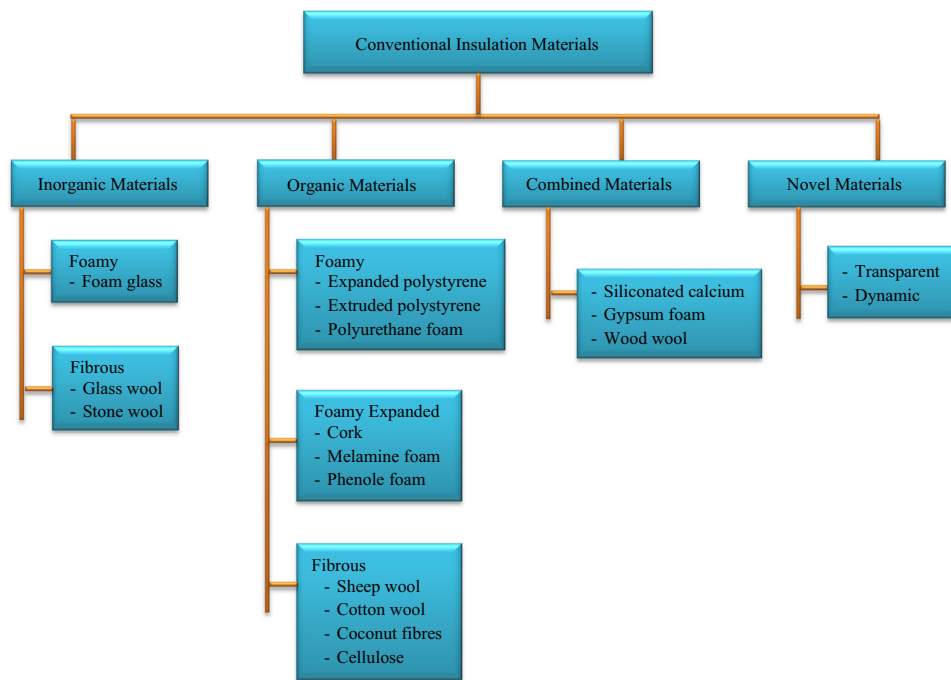 Conventional Insulation Materials
Inorganic Materials
Organic Materials
Combined Materials
Novel Materials
Foamy
- Foam glass
Fibrous
- Glass wool
- Stone wool
Foamy
- Expanded polystyrene
- Extruded polystyrene
- Polyurethane foam
Foamy Expanded
- Cork
- Melamine foam
- Phenole foam
Fibrous
- Sheep wool
- Cotton wool
- Coconut fibres
- Cellulose
- Siliconated calcium
- Gypsum foam
- Wood wool
- Transparent
- Dynamic